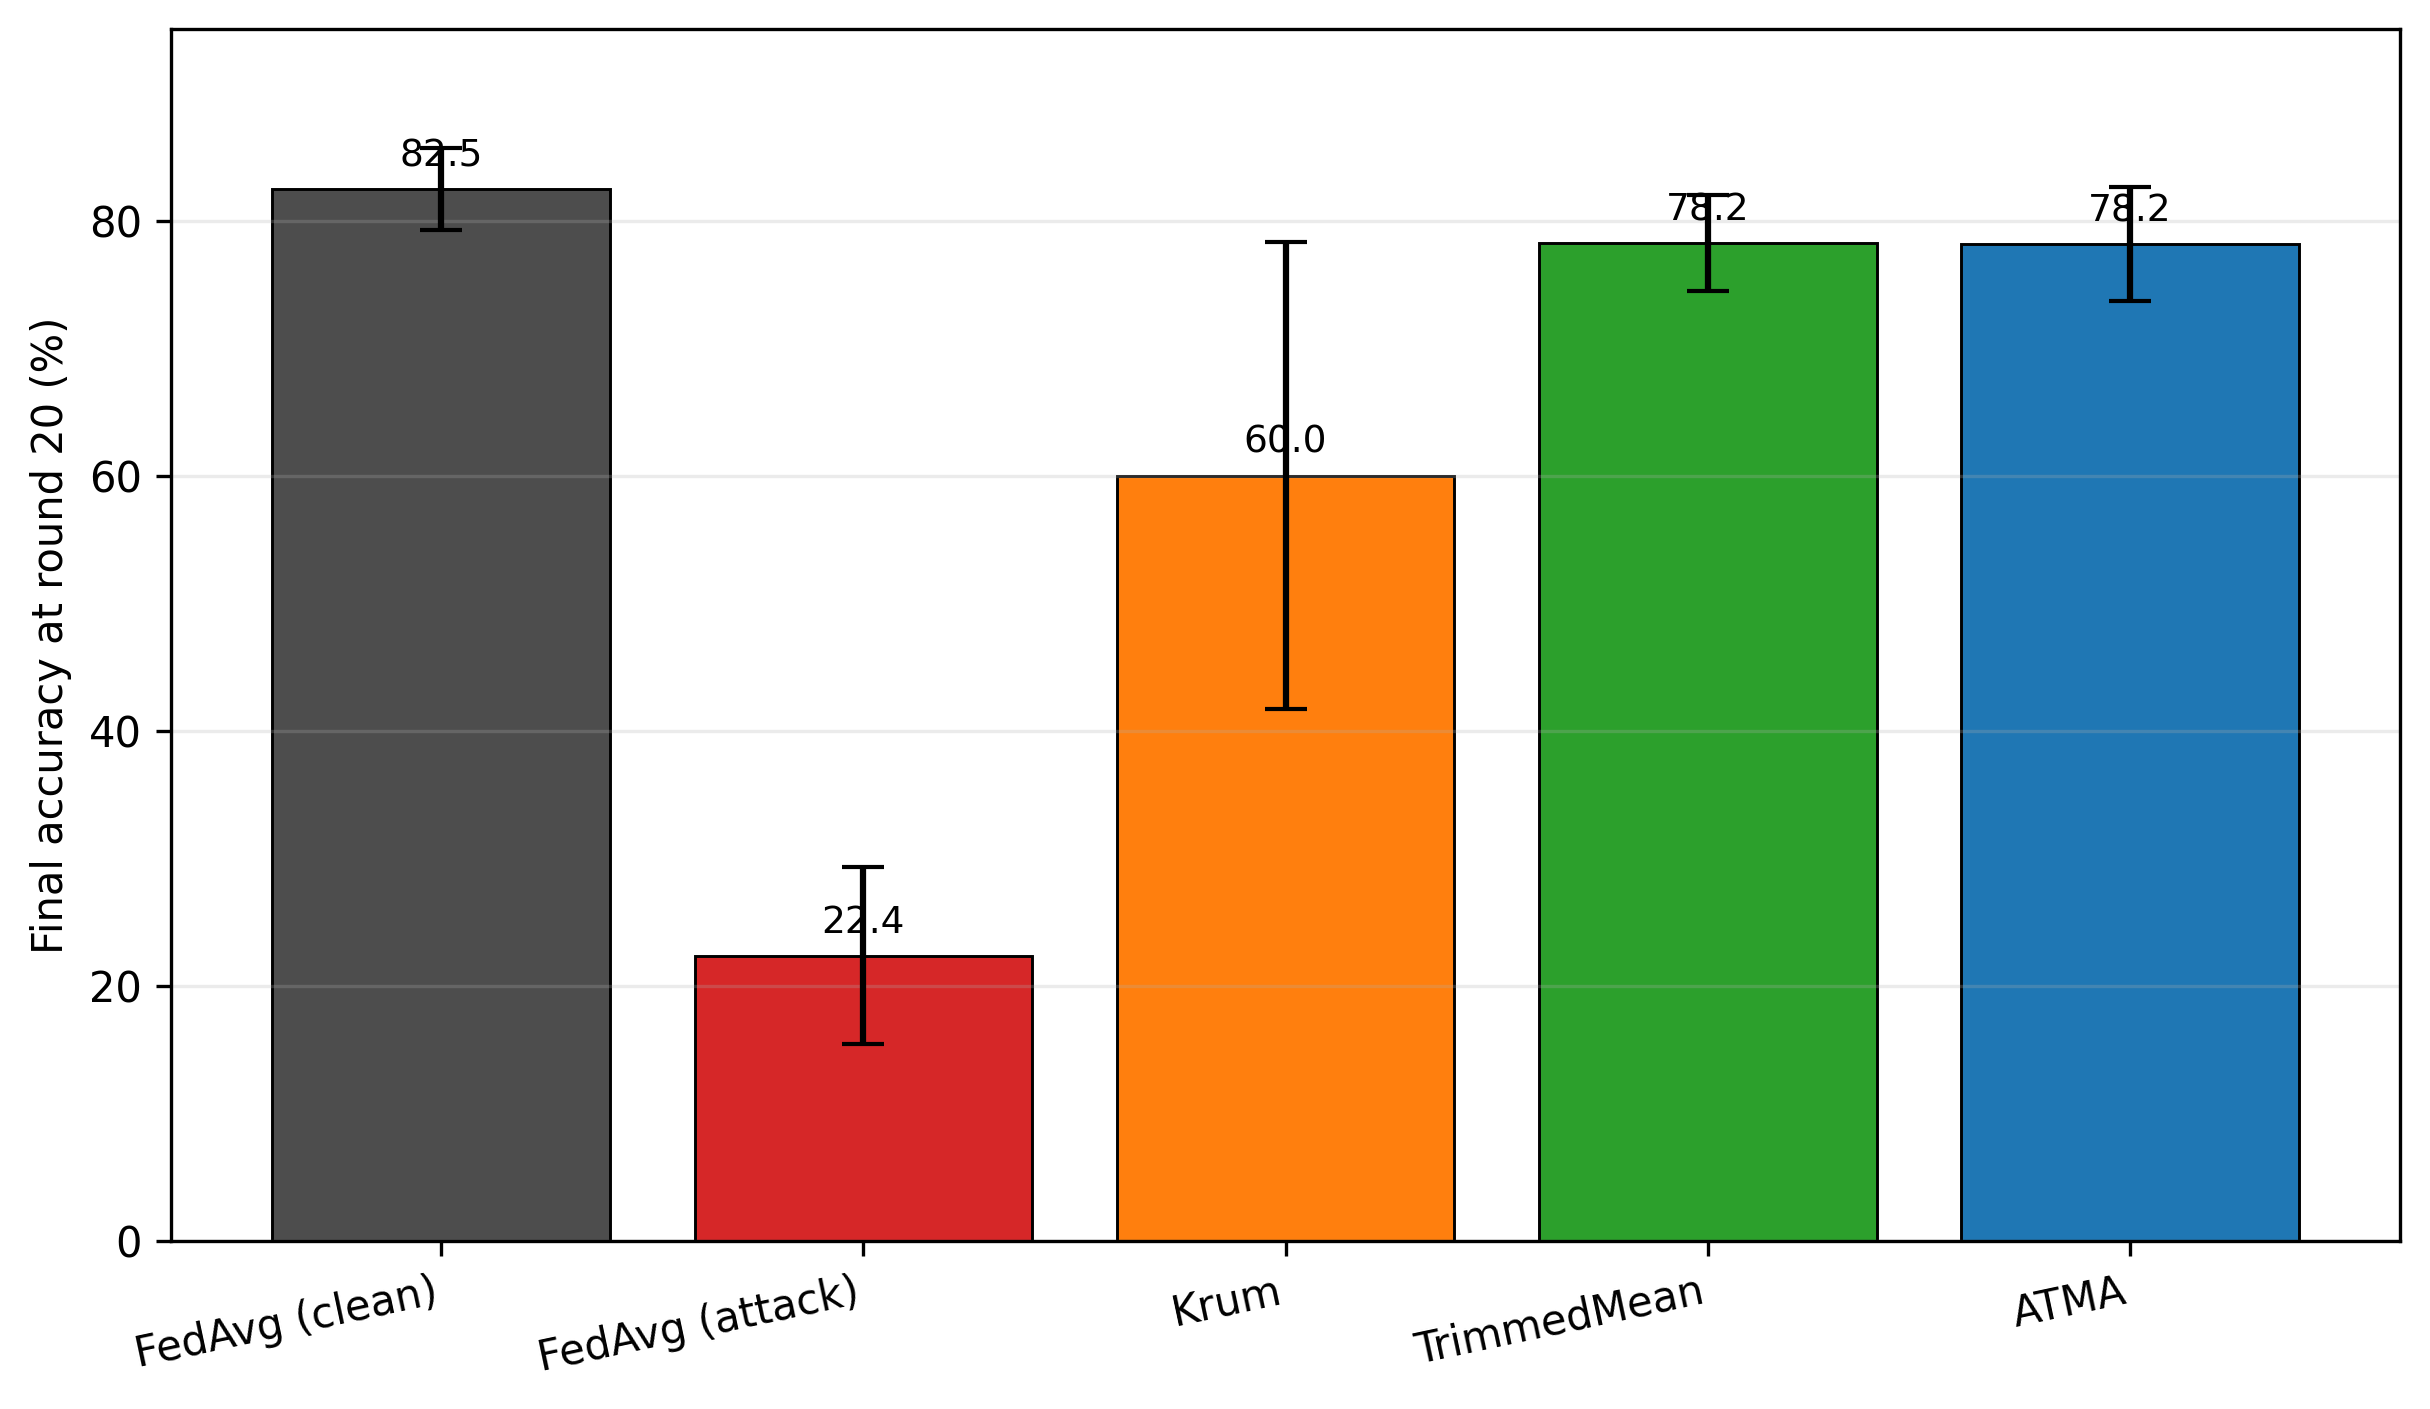 Final accuracy at round 20 (%)
80
60
40
20
0
82.5
22.4
60.0
78.2
78.2
FedAvg (clean)
FedAvg (attack)
Krum
TrimmedMean
ATMA